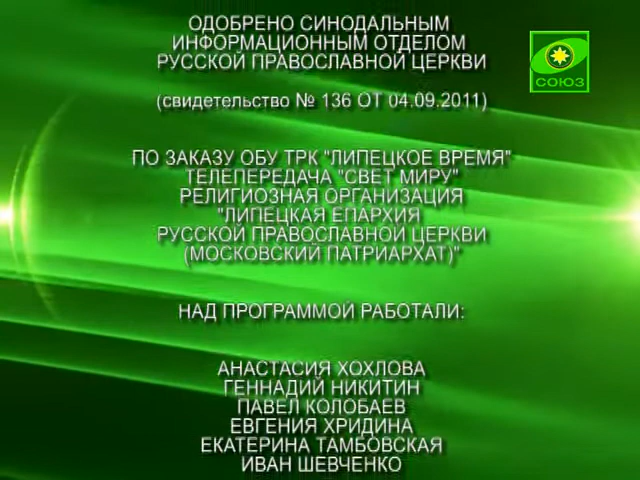 ОДОБРЕНО СИНОДАЛЬНЫМ
ИНФОРМАЦИОННЫМ ОТДЕЛОМ
РУССКОЙ ПРАВОСЛАВНОЙ ЦЕРКВИ
СОЮЗ
(свидетельство № 136 ОТ 04.09.2011)
ПО ЗАКАЗУ ОБУ ТРК "ЛИПЕЦКОЕ ВРЕМЯ"
ТЕЛЕПЕРЕДАЧА "СВЕТ МИРУ"
РЕЛИГИОЗНАЯ ОРГАНИЗАЦИЯ
"ЛИПЕЦКАЯ ЕПАРХИЯ
РУССКОЙ ПРАВОСЛАВНОЙ ЦЕРКВИ
(МОСКОВСКИЙ ПАТРИАРХАТ)"
НАД ПРОГРАММОЙ РАБОТАЛИ:
АНАСТАСИЯ ХОХЛОВА
ГЕННАДИЙ НИКИТИН
ПАВЕЛ КОЛОБАЕВ
ЕВГЕНИЯ ХРИДИНА
ЕКАТЕРИНА ТАМБОВСКАЯ
ИВАН ШЕВЧЕНКО